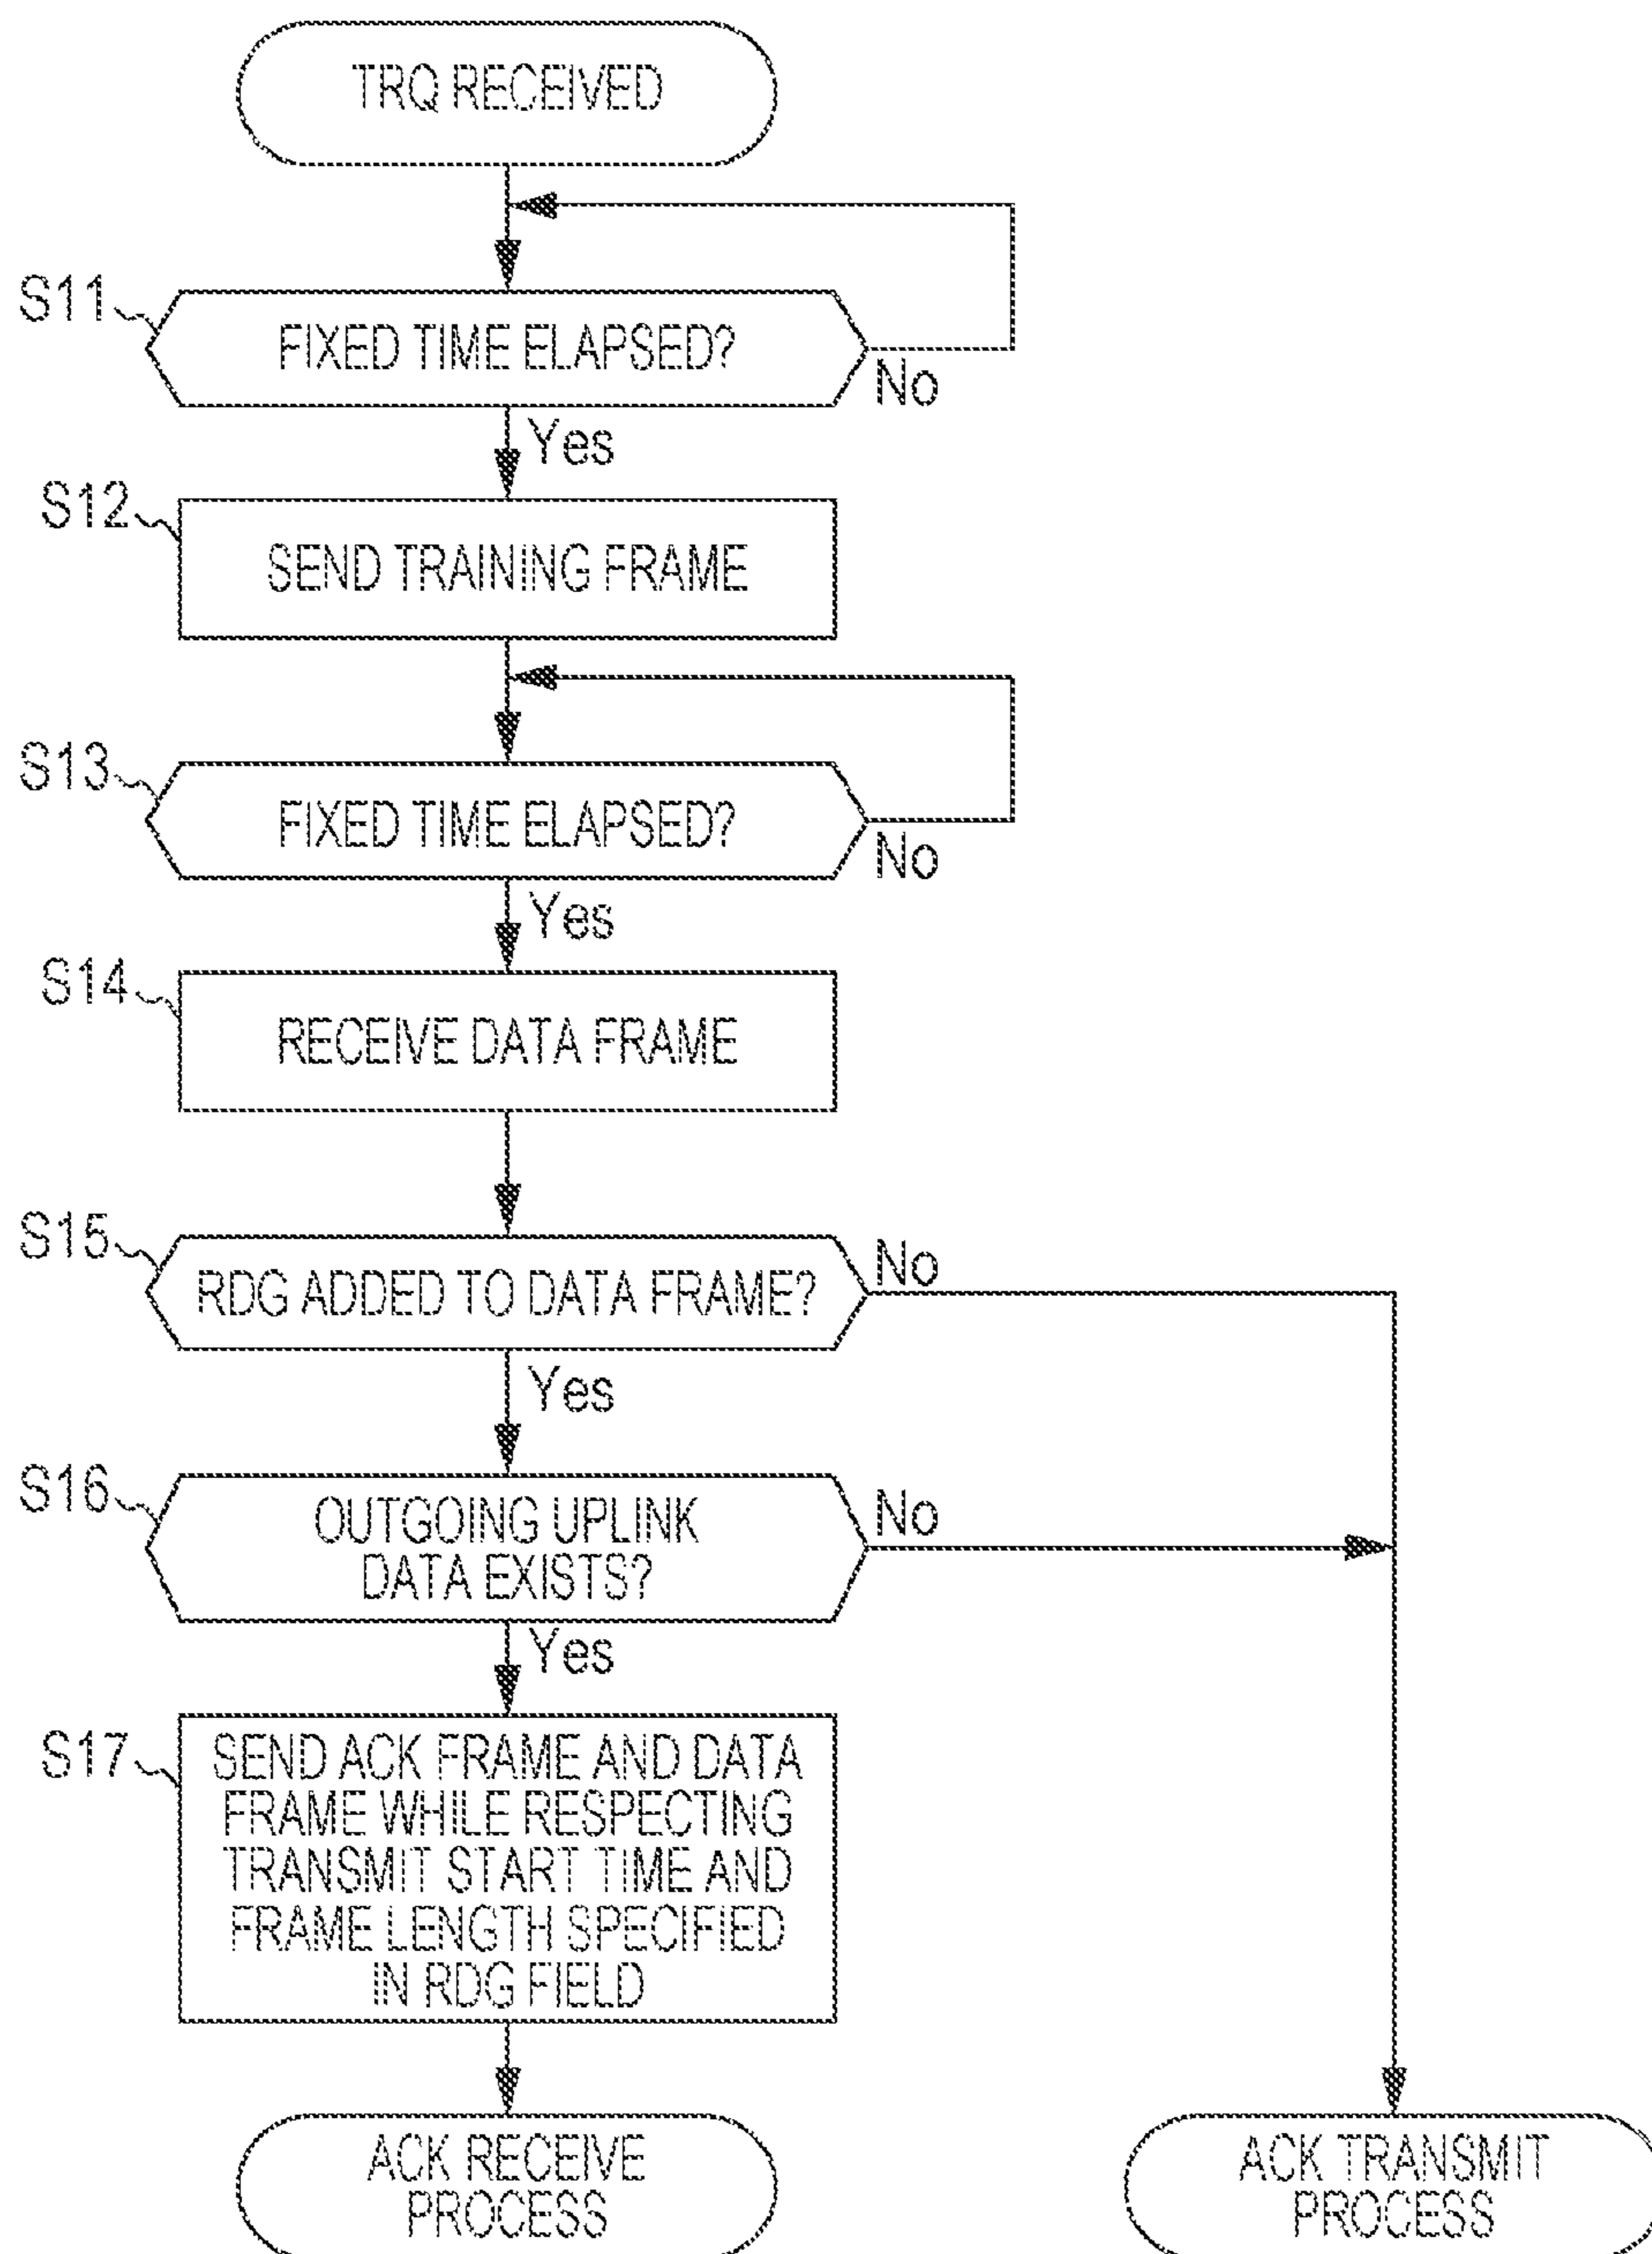 TRQ RECEIVED
S11
FIXED TIME ELAPSED?
No
Yes
S12
SEND TRAINING FRAME
S13
FIXED TIME ELAPSED?
No
Yes
S14
RECEIVE DATA FRAME
S15
RDG ADDED TO DATA FRAME?
No
Yes
S16
OUTGOING UPLINK
DATA EXISTS?
No
Yes
S17
SEND ACK FRAME AND DATA
FRAME WHILE RESPECTING
TRANSMIT START TIME AND
FRAME LENGTH SPECIFIED
IN RDG FIELD
ACK RECEIVE
PROCESS
ACK TRANSMIT
PROCESS